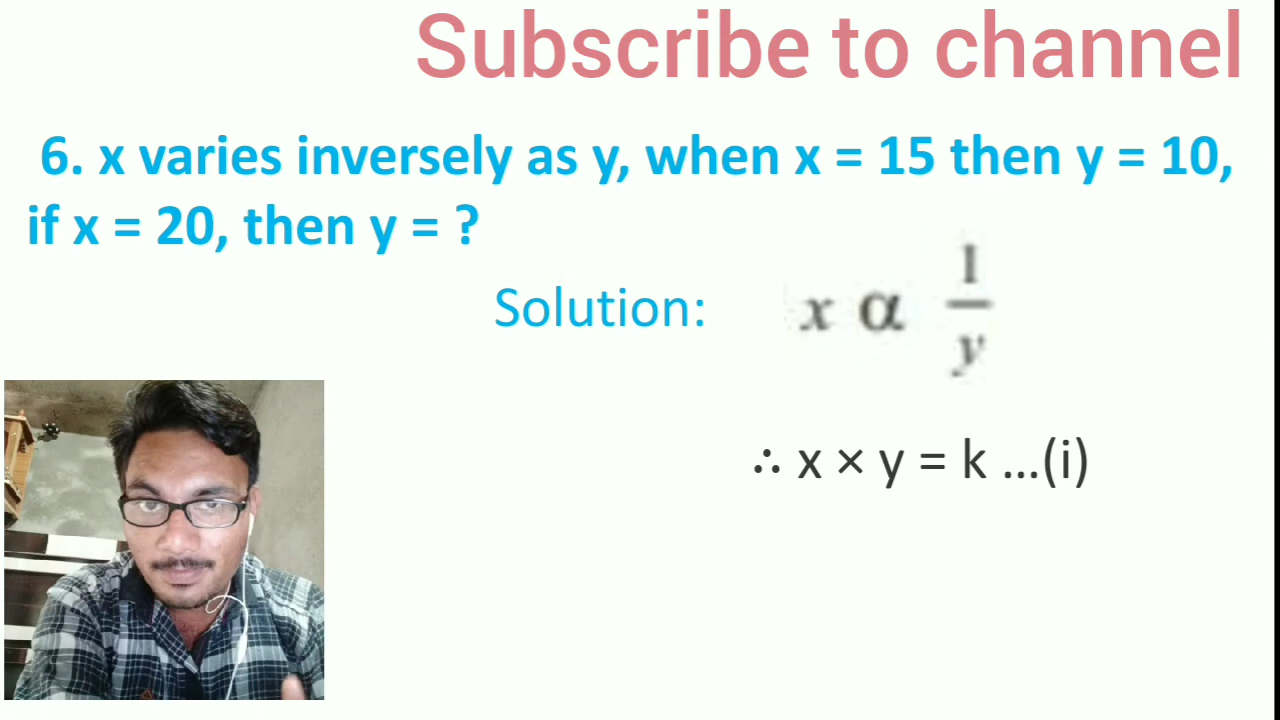 Subscribe to channel
6. x varies inversely as y, when x = 15 then y = 10,
if x = 20, then y = ?
Solution: x α 1/y
∴ x × y = k ...(i)